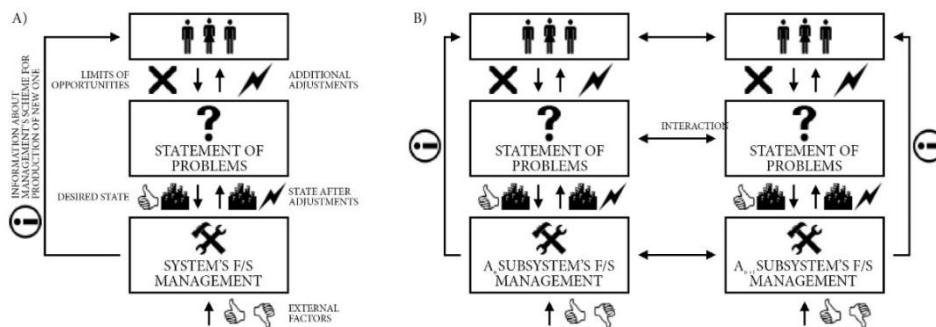 A)
B)
INFORMATION ABOUT
MANAGEMENT'S SCHEME FOR
PRODUCTION OF NEW ONE
LIMITS OF
OPPORTUNITIES
ADDITIONAL
ADJUSTMENTS
?
STATEMENT OF
PROBLEMS
DESIRED STATE
STATE AFTER
ADJUSTMENTS
SYSTEM'S F/S
MANAGEMENT
EXTERNAL
FACTORS
?
STATEMENT OF
PROBLEMS
INTERACTION
?
STATEMENT OF
PROBLEMS
A SUBSYSTEM'S F/S
MANAGEMENT
A SUBSYSTEM'S F/S
MANAGEMENT